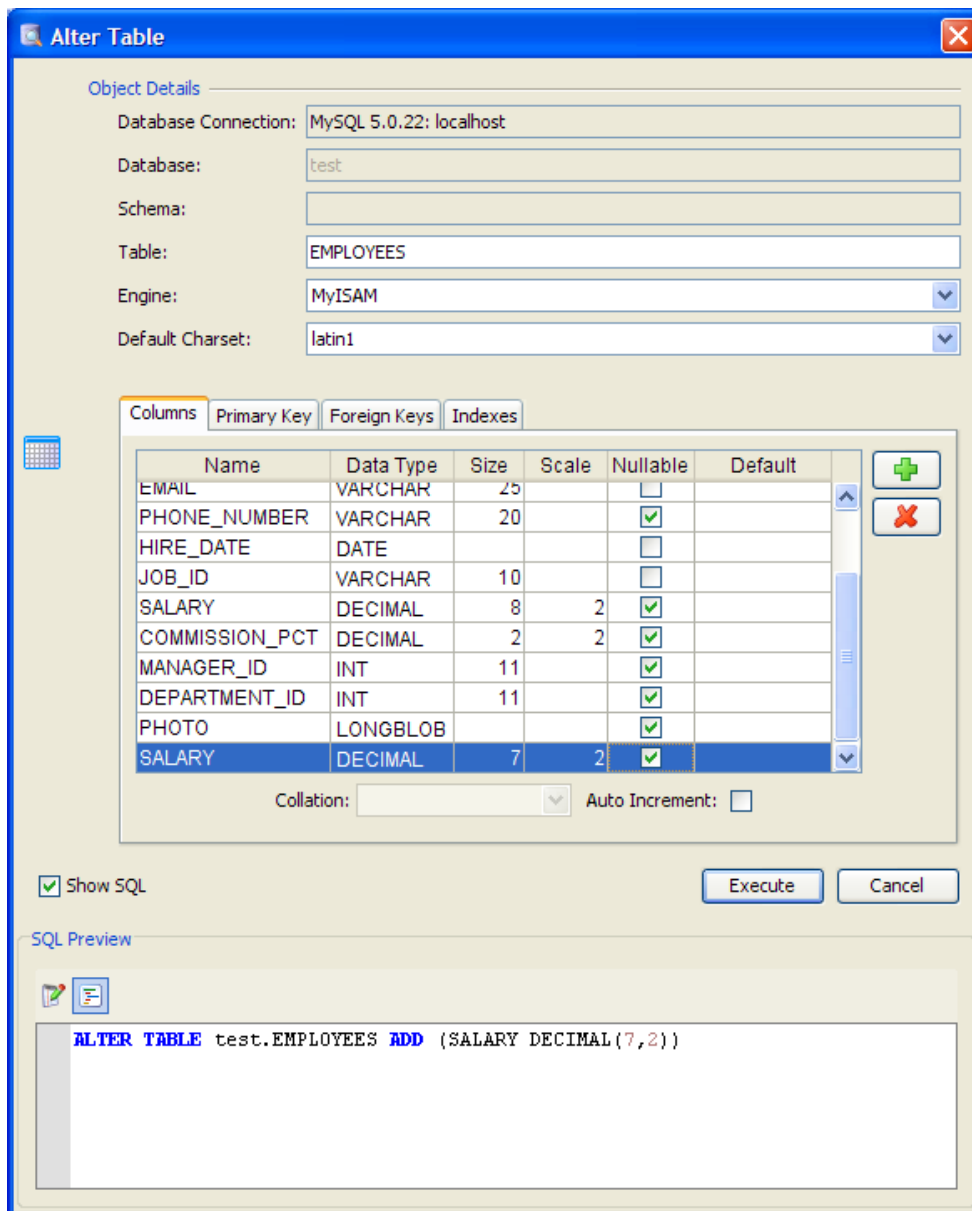 Alter Table
Object Details
Database Connection: MySQL 5.0.22: localhost
Database: test
Schema:
Table: EMPLOYEES
Engine: MyISAM
Default Charset: latin1
Columns Primary Key Foreign Keys Indexes
Name Data Type Size Scale Nullable Default
EMAIL VARCHAR 25
PHONE_NUMBER VARCHAR 20
HIRE_DATE DATE
JOB_ID VARCHAR 10
SALARY DECIMAL 8 2
COMMISSION_PCT DECIMAL 2 2
MANAGER_ID INT 11
DEPARTMENT_ID INT 11
PHOTO LONGBLOB
SALARY DECIMAL 7 2
Collation: Auto Increment:
Show SQL Execute Cancel
SQL Preview
ALTER TABLE test.EMPLOYEES ADD (SALARY DECIMAL(7,2))